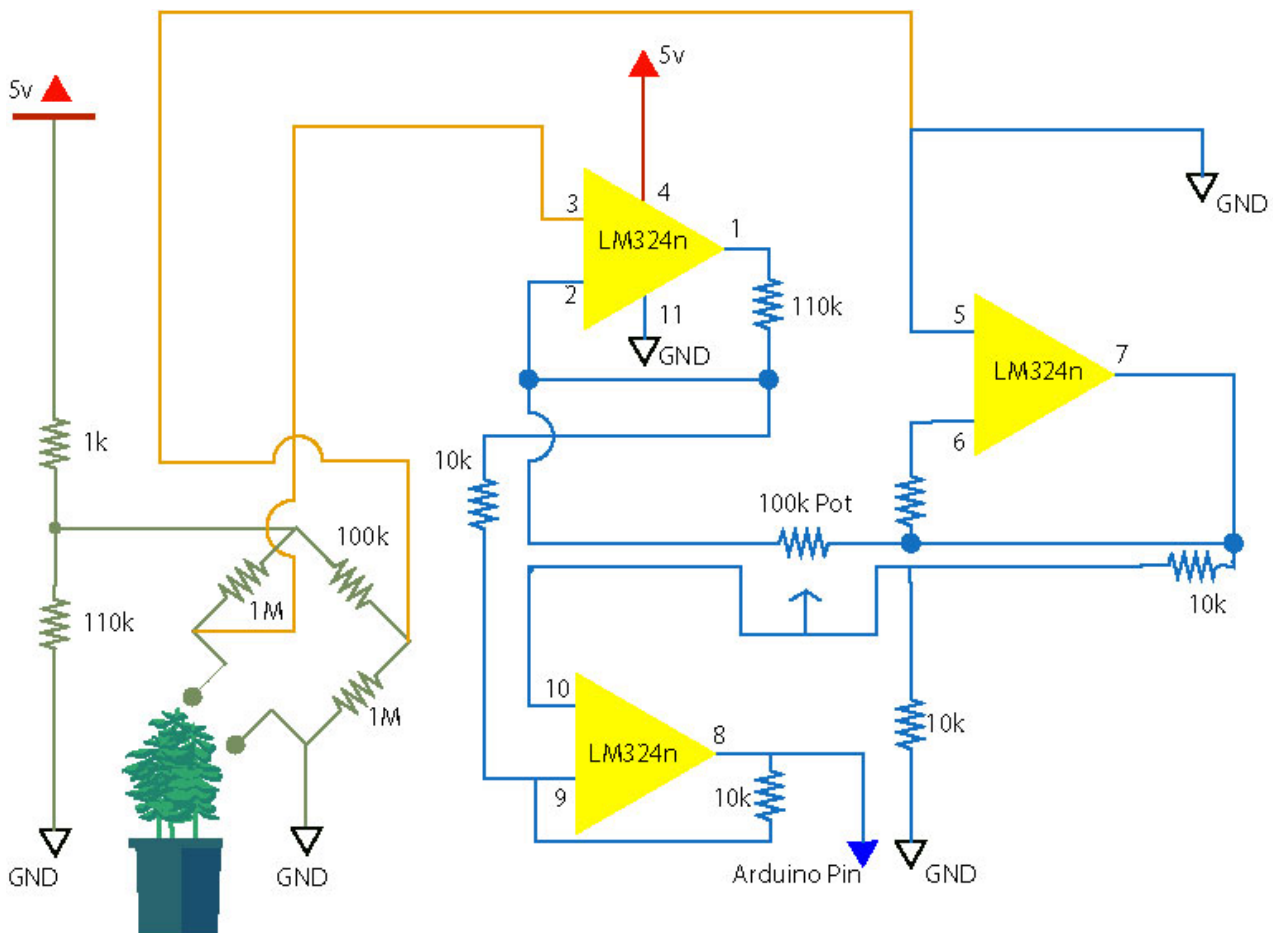 5v
5v
3
4
LM324n
1
2
11
GND
110k
GND
5
LM324n
7
6
1k
10k
100k Pot
100k
1M
10k
110k
10
1M
10k
8
LM324n
9
10k
GND
GND
Arduino Pin
GND